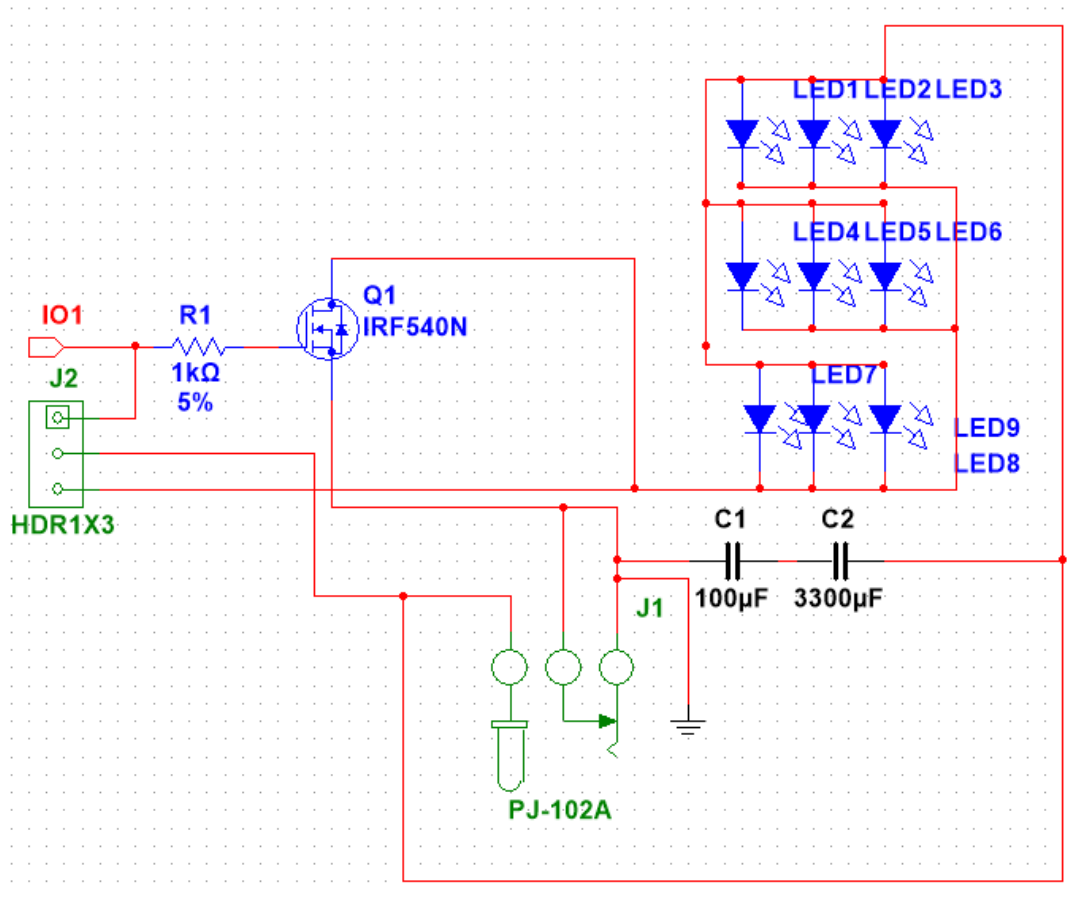 LED1 LED2 LED3
LED4 LED5 LED6
Q1
IRF540N
IO1
R1
1kΩ
5%
J2
HDR1X3
LED7
LED9
LED8
C1
100µF
C2
3300µF
J1
PJ-102A